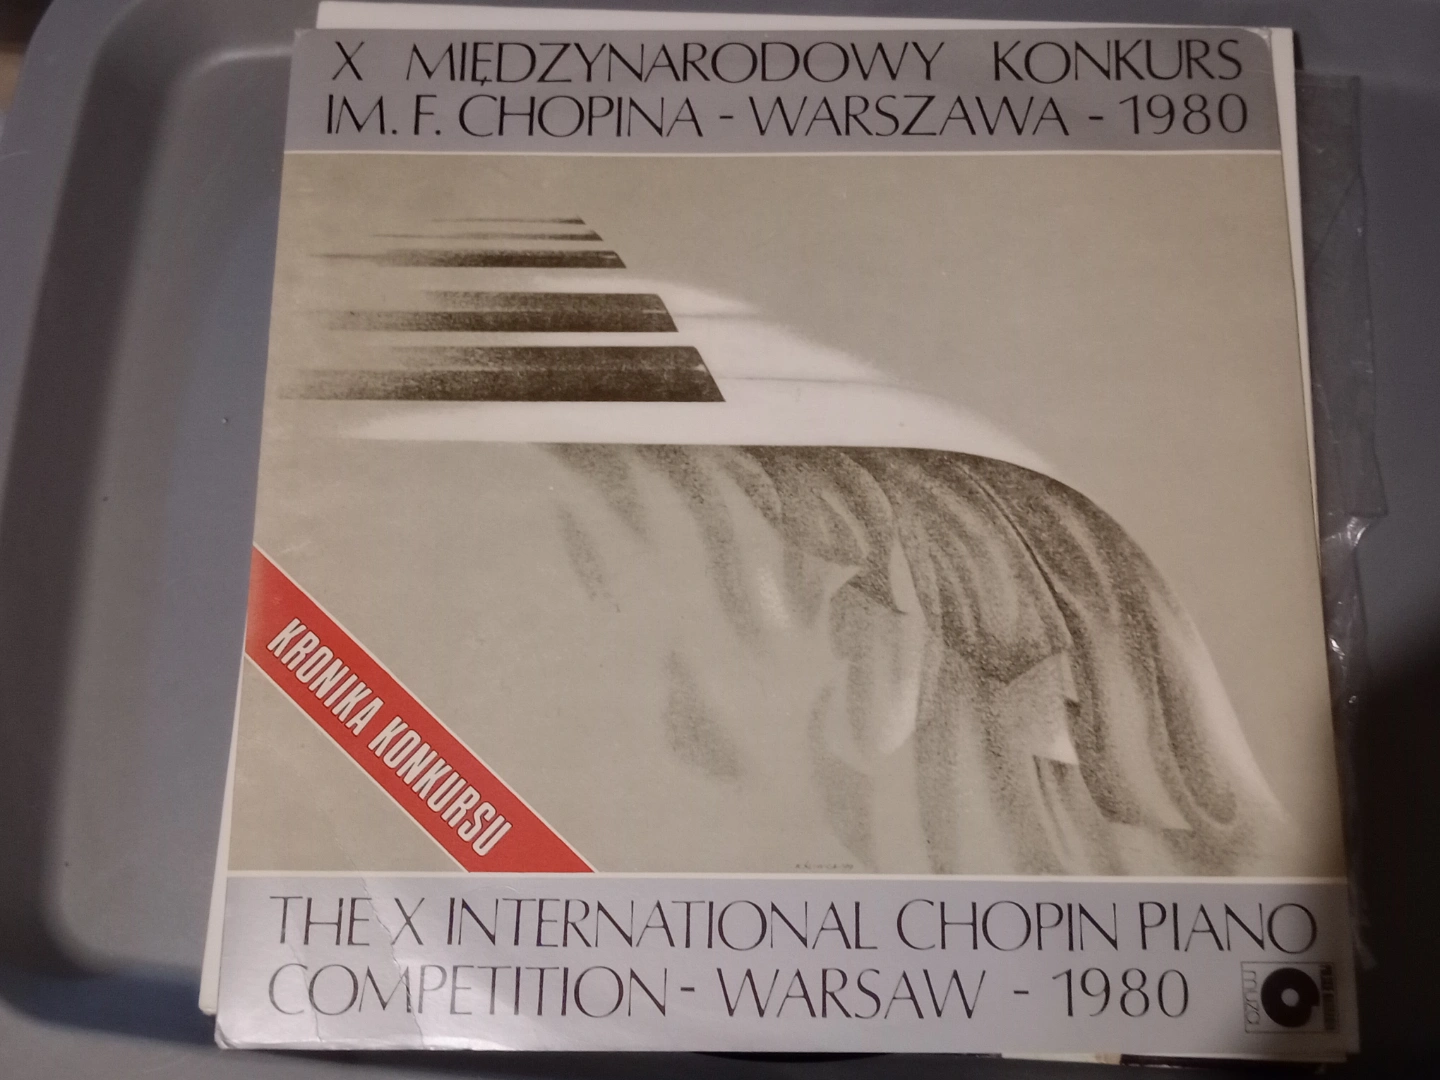 X MIĘDZYNARODOWY KONKURS
IM. F. CHOPINA - WARSZAWA - 1980
KRONIKA KONKURSU
THE X INTERNATIONAL CHOPIN PIANO
COMPETITION - WARSAW - 1980
muza